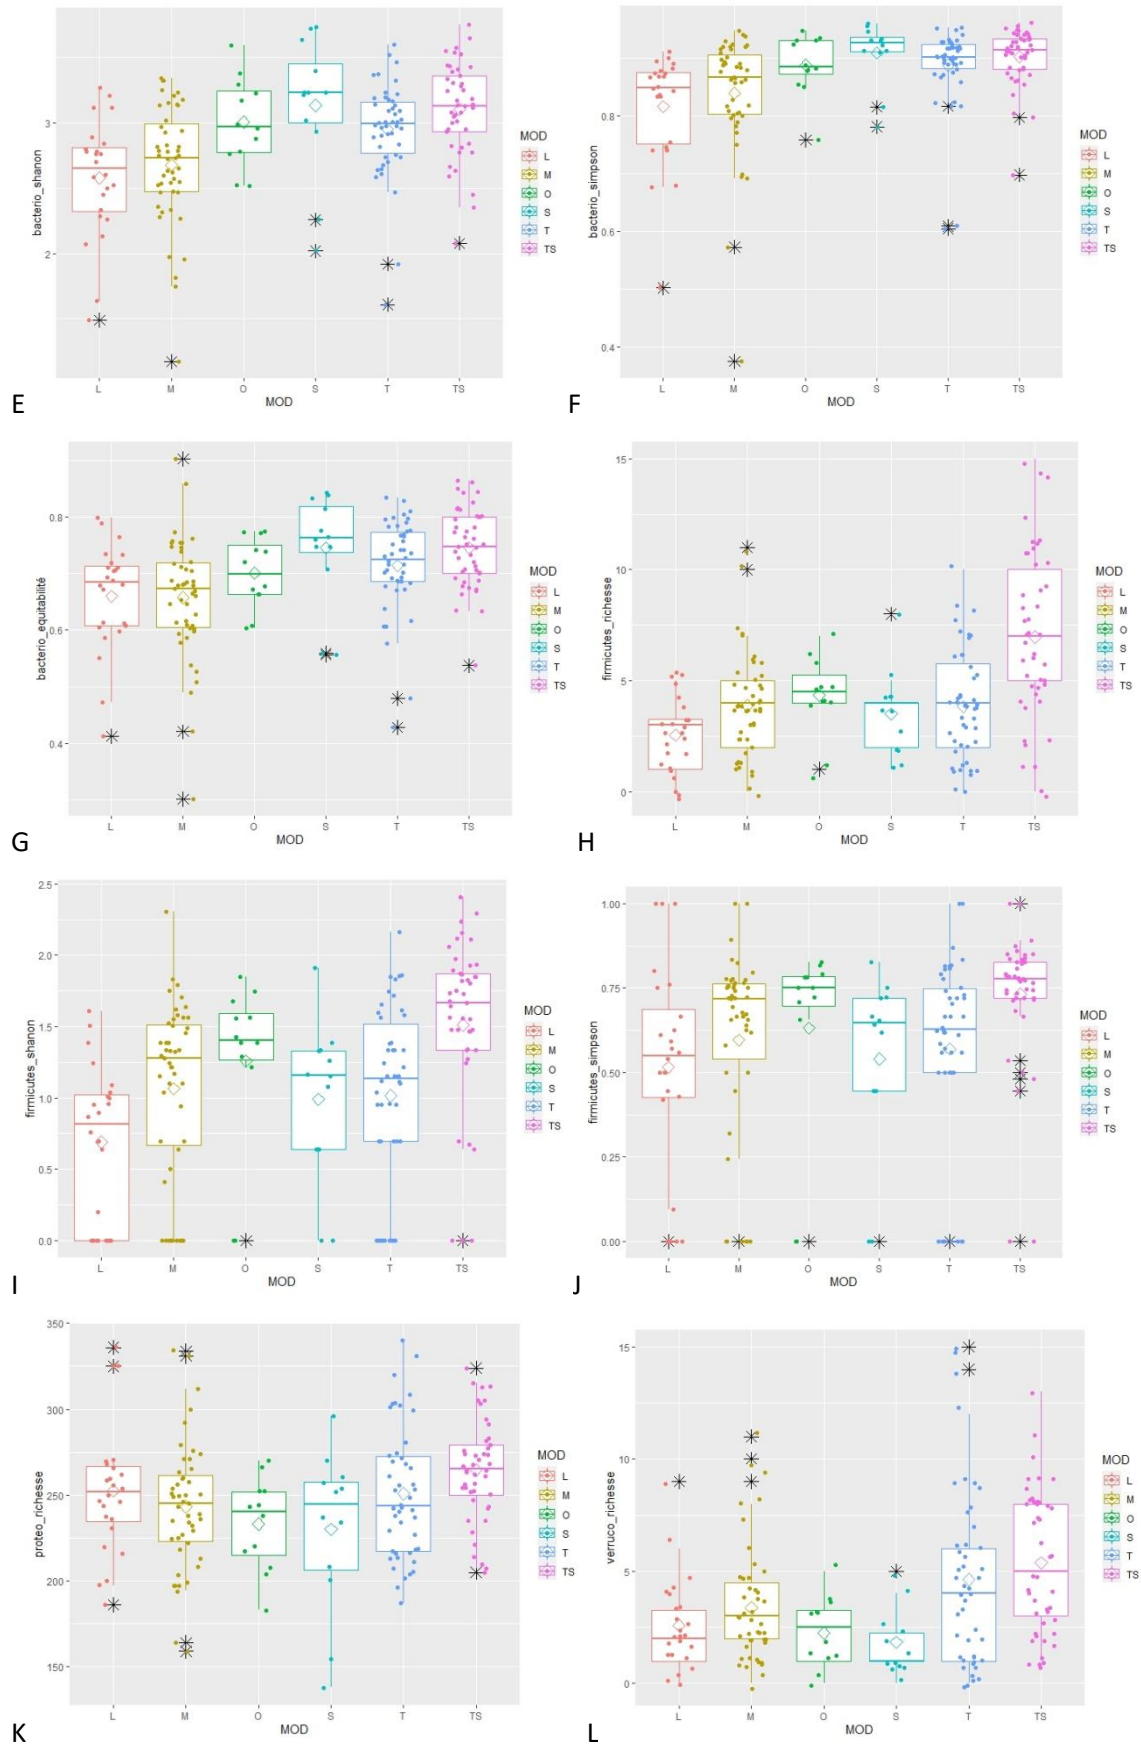 bacterio_shanon
3
2
L M O S T TS
MOD
MOD
L
M
O
S
T
TS
E
bacterio_simpson
0.8
0.6
0.4
L M O S T TS
MOD
MOD
L
M
O
S
T
TS
F
bacterio_equitabilité
0.8
0.6
0.4
L M O S T TS
MOD
MOD
L
M
O
S
T
TS
G
firmicutes_richesse
15
10
5
0
L M O S T TS
MOD
MOD
L
M
O
S
T
TS
H
firmicutes_shanon
2.5
2.0
1.5
1.0
0.5
0.0
L M O S T TS
MOD
MOD
L
M
O
S
T
TS
I
firmicutes_simpson
1.00
0.75
0.50
0.25
0.00
L M O S T TS
MOD
MOD
L
M
O
S
T
TS
J
proteo_richesse
350
300
250
200
150
L M O S T TS
MOD
MOD
L
M
O
S
T
TS
K
verruco_richesse
15
10
5
0
L M O S T TS
MOD
MOD
L
M
O
S
T
TS
L